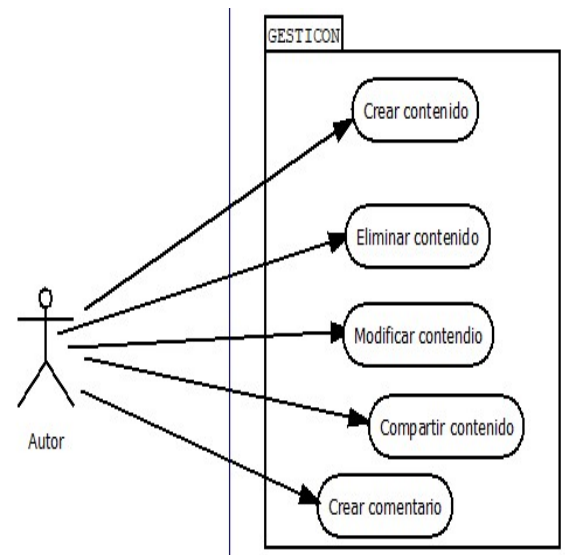 GESTICON
Crear contenido
Eliminar contenido
Modificar contendio
Compartir contenido
Autor
Crear comentario